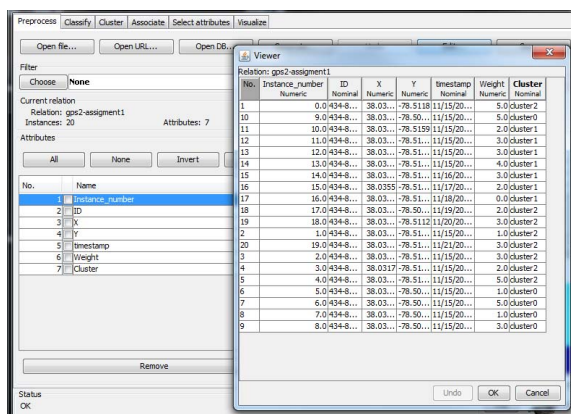 Preprocess Classify Cluster Associate Select attributes Visualize
Open file... Open URL... Open DB...
Filter
Choose None
Current relation
Relation: gps2-assigment1
Instances: 20 Attributes: 7
Attributes
All None Invert
No. Name
1 Instance_number
2 ID
3 X
4 Y
5 timestamp
6 Weight
7 Cluster
Remove
Status
OK
Viewer
Relation: gps2-assigment1
No. Instance_number ID X Y timestamp Weight Cluster
Numeric Nominal Numeric Numeric Nominal Numeric Nominal
1 0.0 434-8... 38.03... -78.5118 11/15/20... 5.0 cluster2
10 9.0 434-8... 38.03... -78.50... 11/15/20... 5.0 cluster0
11 10.0 434-8... 38.03... -78.5159 11/15/20... 2.0 cluster1
12 11.0 434-8... 38.03... -78.51... 11/15/20... 3.0 cluster1
13 12.0 434-8... 38.03... -78.51... 11/15/20... 3.0 cluster1
14 13.0 434-8... 38.03... -78.51... 11/15/20... 4.0 cluster1
15 14.0 434-8... 38.03... -78.51... 11/16/20... 3.0 cluster1
16 15.0 434-8... 38.0355 -78.51... 11/17/20... 2.0 cluster1
17 16.0 434-8... 38.03... -78.51... 11/18/20... 0.0 cluster1
18 17.0 434-8... 38.03... -78.50... 11/19/20... 2.0 cluster2
19 18.0 434-8... 38.03... -78.5112 11/20/20... 3.0 cluster2
2 1.0 434-8... 38.03... -78.51... 11/15/20... 1.0 cluster2
20 19.0 434-8... 38.03... -78.51... 11/21/20... 3.0 cluster2
3 2.0 434-8... 38.03... -78.51... 11/15/20... 3.0 cluster2
4 3.0 434-8... 38.0317 -78.51... 11/15/20... 2.0 cluster2
5 4.0 434-8... 38.03... -78.51... 11/15/20... 5.0 cluster2
6 5.0 434-8... 38.03... -78.50... 11/15/20... 1.0 cluster0
7 6.0 434-8... 38.03... -78.50... 11/15/20... 5.0 cluster0
8 7.0 434-8... 38.03... -78.50... 11/15/20... 1.0 cluster0
9 8.0 434-8... 38.03... -78.50... 11/15/20... 3.0 cluster0
Undo OK Cancel